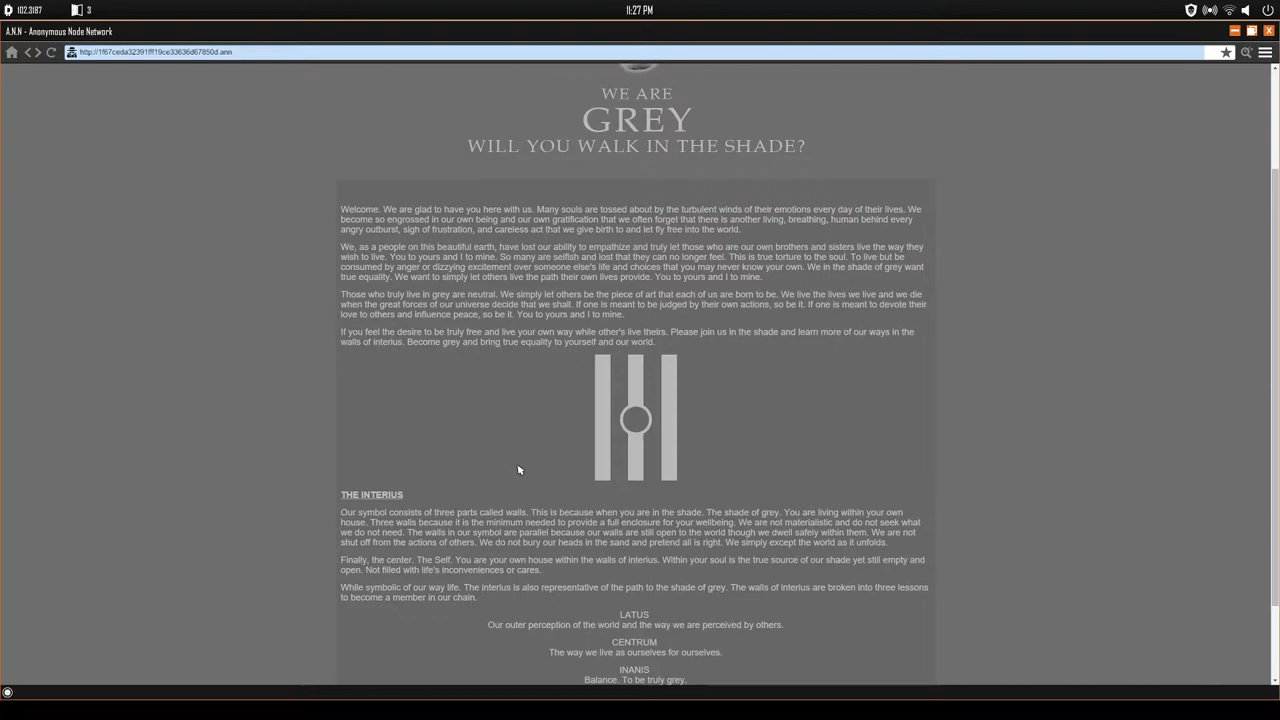 102.3187
3
11:27 PM
A.N.N - Anonymous Node Network
http://1f67ceda32391fff19ce33636d67850d.ann
WE ARE
GREY
WILL YOU WALK IN THE SHADE?
Welcome. We are glad to have you here with us. Many souls are tossed about by the turbulent winds of their emotions every day of their lives. We
become so engrossed in our own being and our own gratification that we often forget that there is another living, breathing, human behind every
angry outburst, sigh of frustration, and careless act that we give birth to and let fly free into the world.
We, as a people on this beautiful earth, have lost our ability to empathize and truly let those who are our own brothers and sisters live the way they
wish to live. You to yours and I to mine. So many are selfish and lost that they can no longer feel. This is true torture to the soul. To live but be
consumed by anger or dizzying excitement over someone else's life and choices that you may never know your own. We in the shade of grey want
true equality. We want to simply let others live the path their own lives provide. You to yours and I to mine.
Those who truly live in grey are neutral. We simply let others be the piece of art that each of us are born to be. We live the lives we live and we die
when the great forces of our universe decide that we shall. If one is meant to be judged by their own actions, so be it. If one is meant to devote their
love to others and influence peace, so be it. You to yours and I to mine.
If you feel the desire to be truly free and live your own way while other's live theirs. Please join us in the shade and learn more of our ways in the
walls of interius. Become grey and bring true equality to yourself and our world.
THE INTERIUS
Our symbol consists of three parts called walls. This is because when you are in the shade. The shade of grey. You are living within your own
house. Three walls because it is the minimum needed to provide a full enclosure for your wellbeing. We are not materialistic and do not seek what
we do not need. The walls in our symbol are parallel because our walls are still open to the world though we dwell safely within them. We are not
shut off from the actions of others. We do not bury our heads in the sand and pretend all is right. We simply except the world as it unfolds.
Finally, the center. The Self. You are your own house within the walls of interius. Within your soul is the true source of our shade yet still empty and
open. Not filled with life's inconveniences or cares.
While symbolic of our way life. The interius is also representative of the path to the shade of grey. The walls of interius are broken into three lessons
to become a member in our chain.
LATUS
Our outer perception of the world and the way we are perceived by others.
CENTRUM
The way we live as ourselves for ourselves.
INANIS
Balance. To be truly grey.